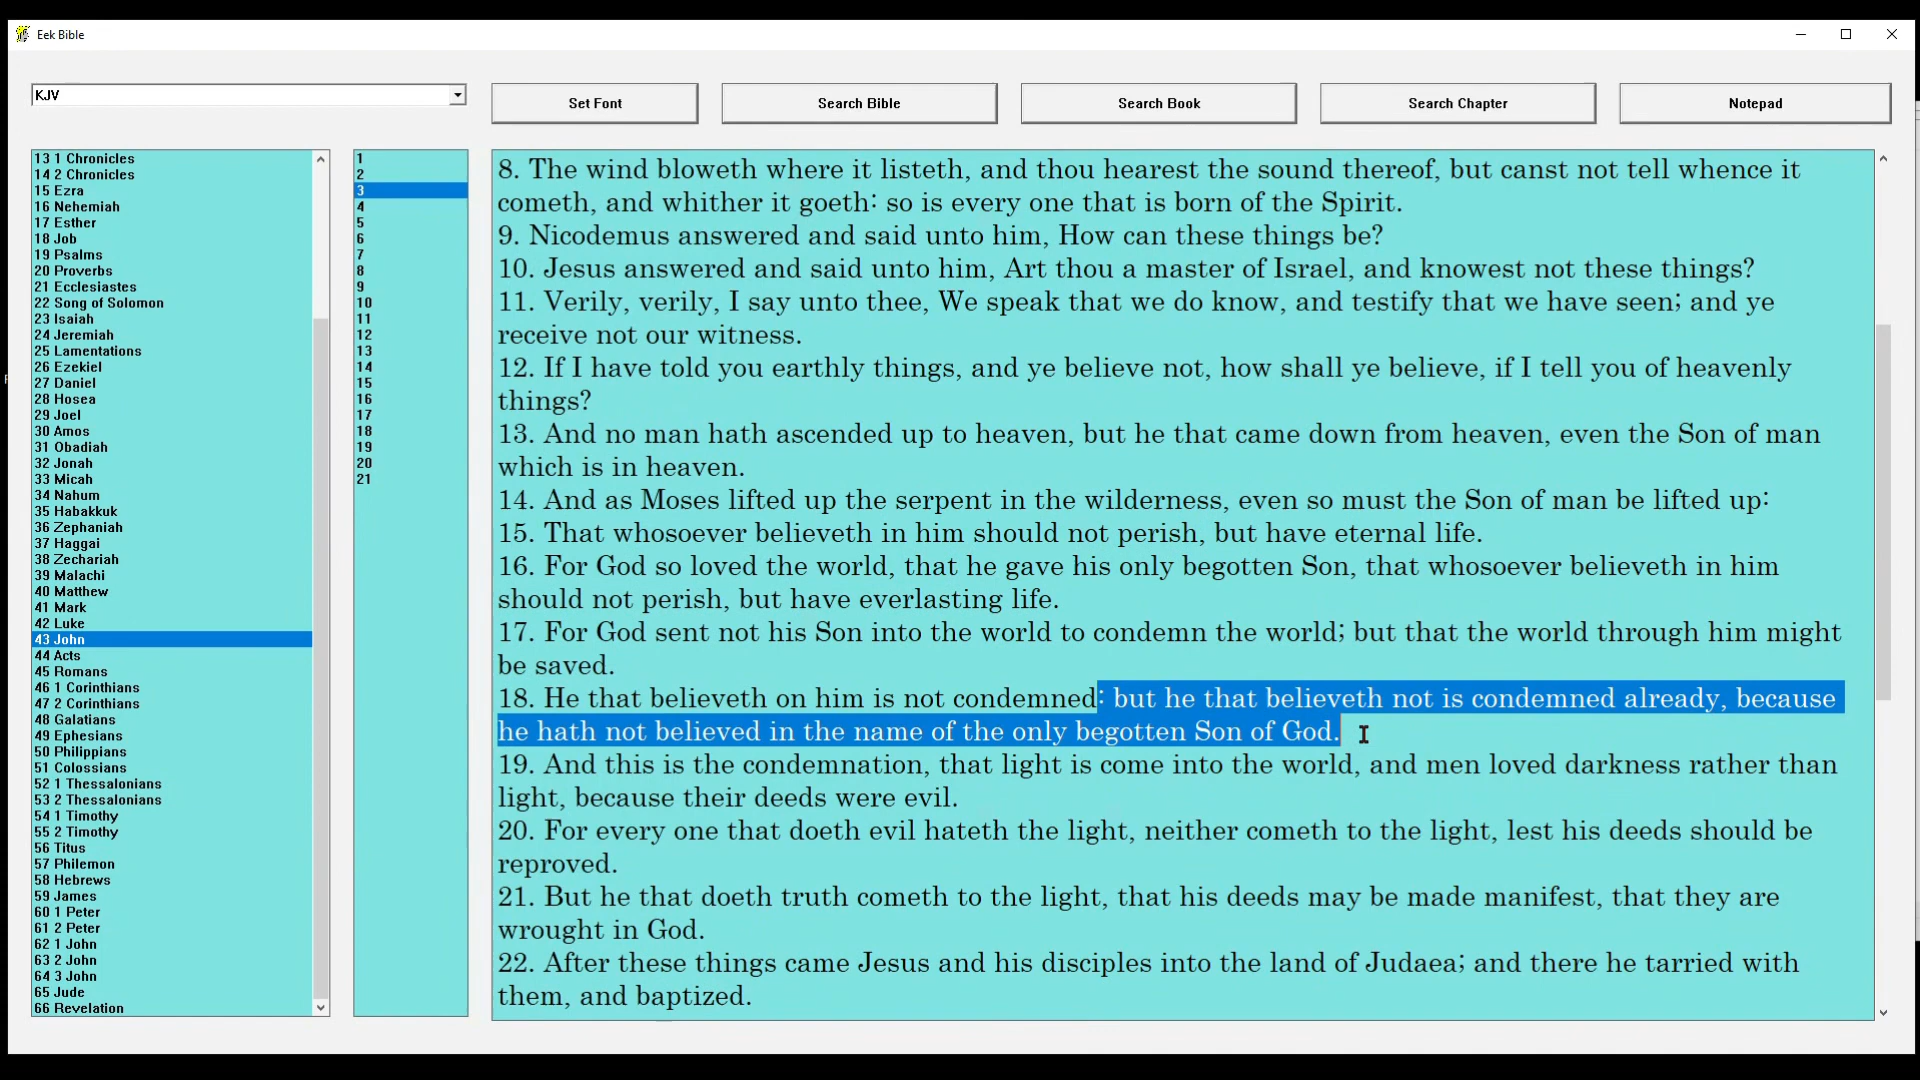 Eek Bible
KJV
Set Font
Search Bible
Search Book
Search Chapter
Notepad
13 1 Chronicles
14 2 Chronicles
15 Ezra
16 Nehemiah
17 Esther
18 Job
19 Psalms
20 Proverbs
21 Ecclesiastes
22 Song of Solomon
23 Isaiah
24 Jeremiah
25 Lamentations
26 Ezekiel
27 Daniel
28 Hosea
29 Joel
30 Amos
31 Obadiah
32 Jonah
33 Micah
34 Nahum
35 Habakkuk
36 Zephaniah
37 Haggai
38 Zechariah
39 Malachi
40 Matthew
41 Mark
42 Luke
43 John
44 Acts
45 Romans
46 1 Corinthians
47 2 Corinthians
48 Galatians
49 Ephesians
50 Philippians
51 Colossians
52 1 Thessalonians
53 2 Thessalonians
54 1 Timothy
55 2 Timothy
56 Titus
57 Philemon
58 Hebrews
59 James
60 1 Peter
61 2 Peter
62 1 John
63 2 John
64 3 John
65 Jude
66 Revelation
1
2
3
4
5
6
7
8
9
10
11
12
13
14
15
16
17
18
19
20
21
8. The wind bloweth where it listeth, and thou hearest the sound thereof, but canst not tell whence it
cometh, and whither it goeth: so is every one that is born of the Spirit.
9. Nicodemus answered and said unto him, How can these things be?
10. Jesus answered and said unto him, Art thou a master of Israel, and knowest not these things?
11. Verily, verily, I say unto thee, We speak that we do know, and testify that we have seen; and ye
receive not our witness.
12. If I have told you earthly things, and ye believe not, how shall ye believe, if I tell you of heavenly
things?
13. And no man hath ascended up to heaven, but he that came down from heaven, even the Son of man
which is in heaven.
14. And as Moses lifted up the serpent in the wilderness, even so must the Son of man be lifted up:
15. That whosoever believeth in him should not perish, but have eternal life.
16. For God so loved the world, that he gave his only begotten Son, that whosoever believeth in him
should not perish, but have everlasting life.
17. For God sent not his Son into the world to condemn the world; but that the world through him might
be saved.
18. He that believeth on him is not condemned: but he that believeth not is condemned already, because
he hath not believed in the name of the only begotten Son of God.
19. And this is the condemnation, that light is come into the world, and men loved darkness rather than
light, because their deeds were evil.
20. For every one that doeth evil hateth the light, neither cometh to the light, lest his deeds should be
reproved.
21. But he that doeth truth cometh to the light, that his deeds may be made manifest, that they are
wrought in God.
22. After these things came Jesus and his disciples into the land of Judaea; and there he tarried with
them, and baptized.